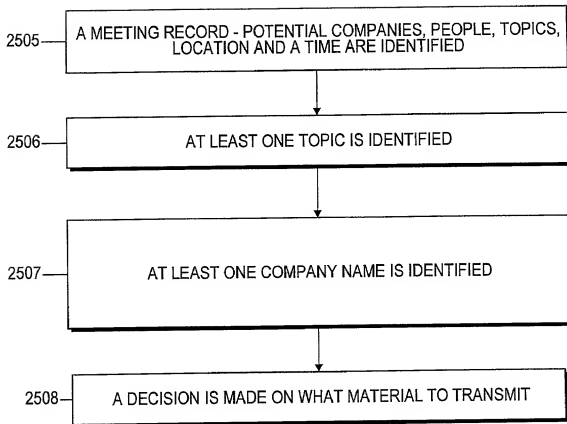 2505
A MEETING RECORD - POTENTIAL COMPANIES, PEOPLE, TOPICS,
LOCATION AND A TIME ARE IDENTIFIED
2506
AT LEAST ONE TOPIC IS IDENTIFIED
2507
AT LEAST ONE COMPANY NAME IS IDENTIFIED
2508
A DECISION IS MADE ON WHAT MATERIAL TO TRANSMIT